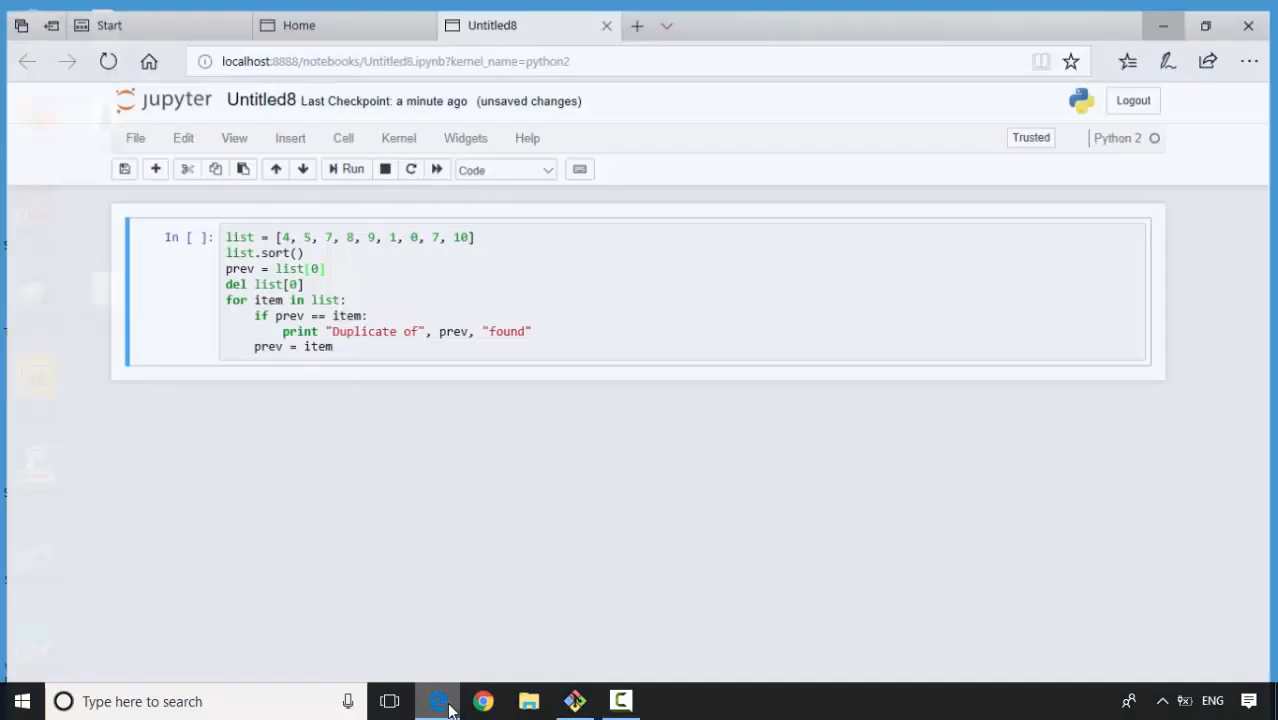 Start
Home
Untitled8
localhost:8888/notebooks/Untitled8.ipynb?kernel_name=python2
jupyter Untitled8 Last Checkpoint: a minute ago (unsaved changes)
Logout
File Edit View Insert Cell Kernel Widgets Help
Trusted
Python 2
Run
Code
In [ ]:
list = [4, 5, 7, 8, 9, 1, 0, 7, 10]
list.sort()
prev = list[0]
del list[0]
for item in list:
    if prev == item:
        print "Duplicate of", prev, "found"
    prev = item
Type here to search
ENG